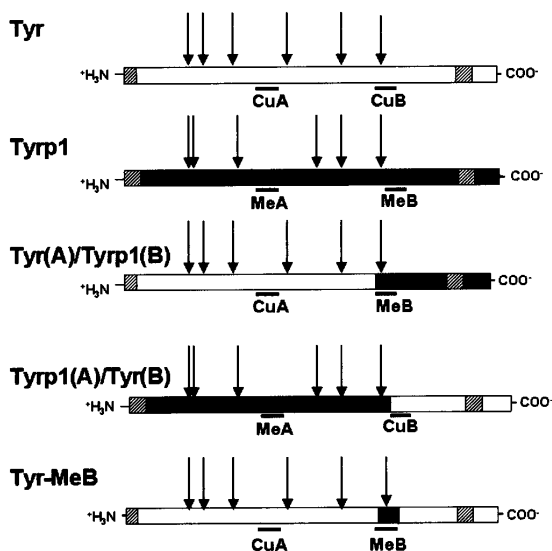 Tyr
⁺H₃N COO⁻
CuA CuB
Tyrp1
⁺H₃N COO⁻
MeA MeB
Tyr(A)/Tyrp1(B)
⁺H₃N COO⁻
CuA MeB
Tyrp1(A)/Tyr(B)
⁺H₃N COO⁻
MeA CuB
Tyr-MeB
⁺H₃N COO⁻
CuA MeB